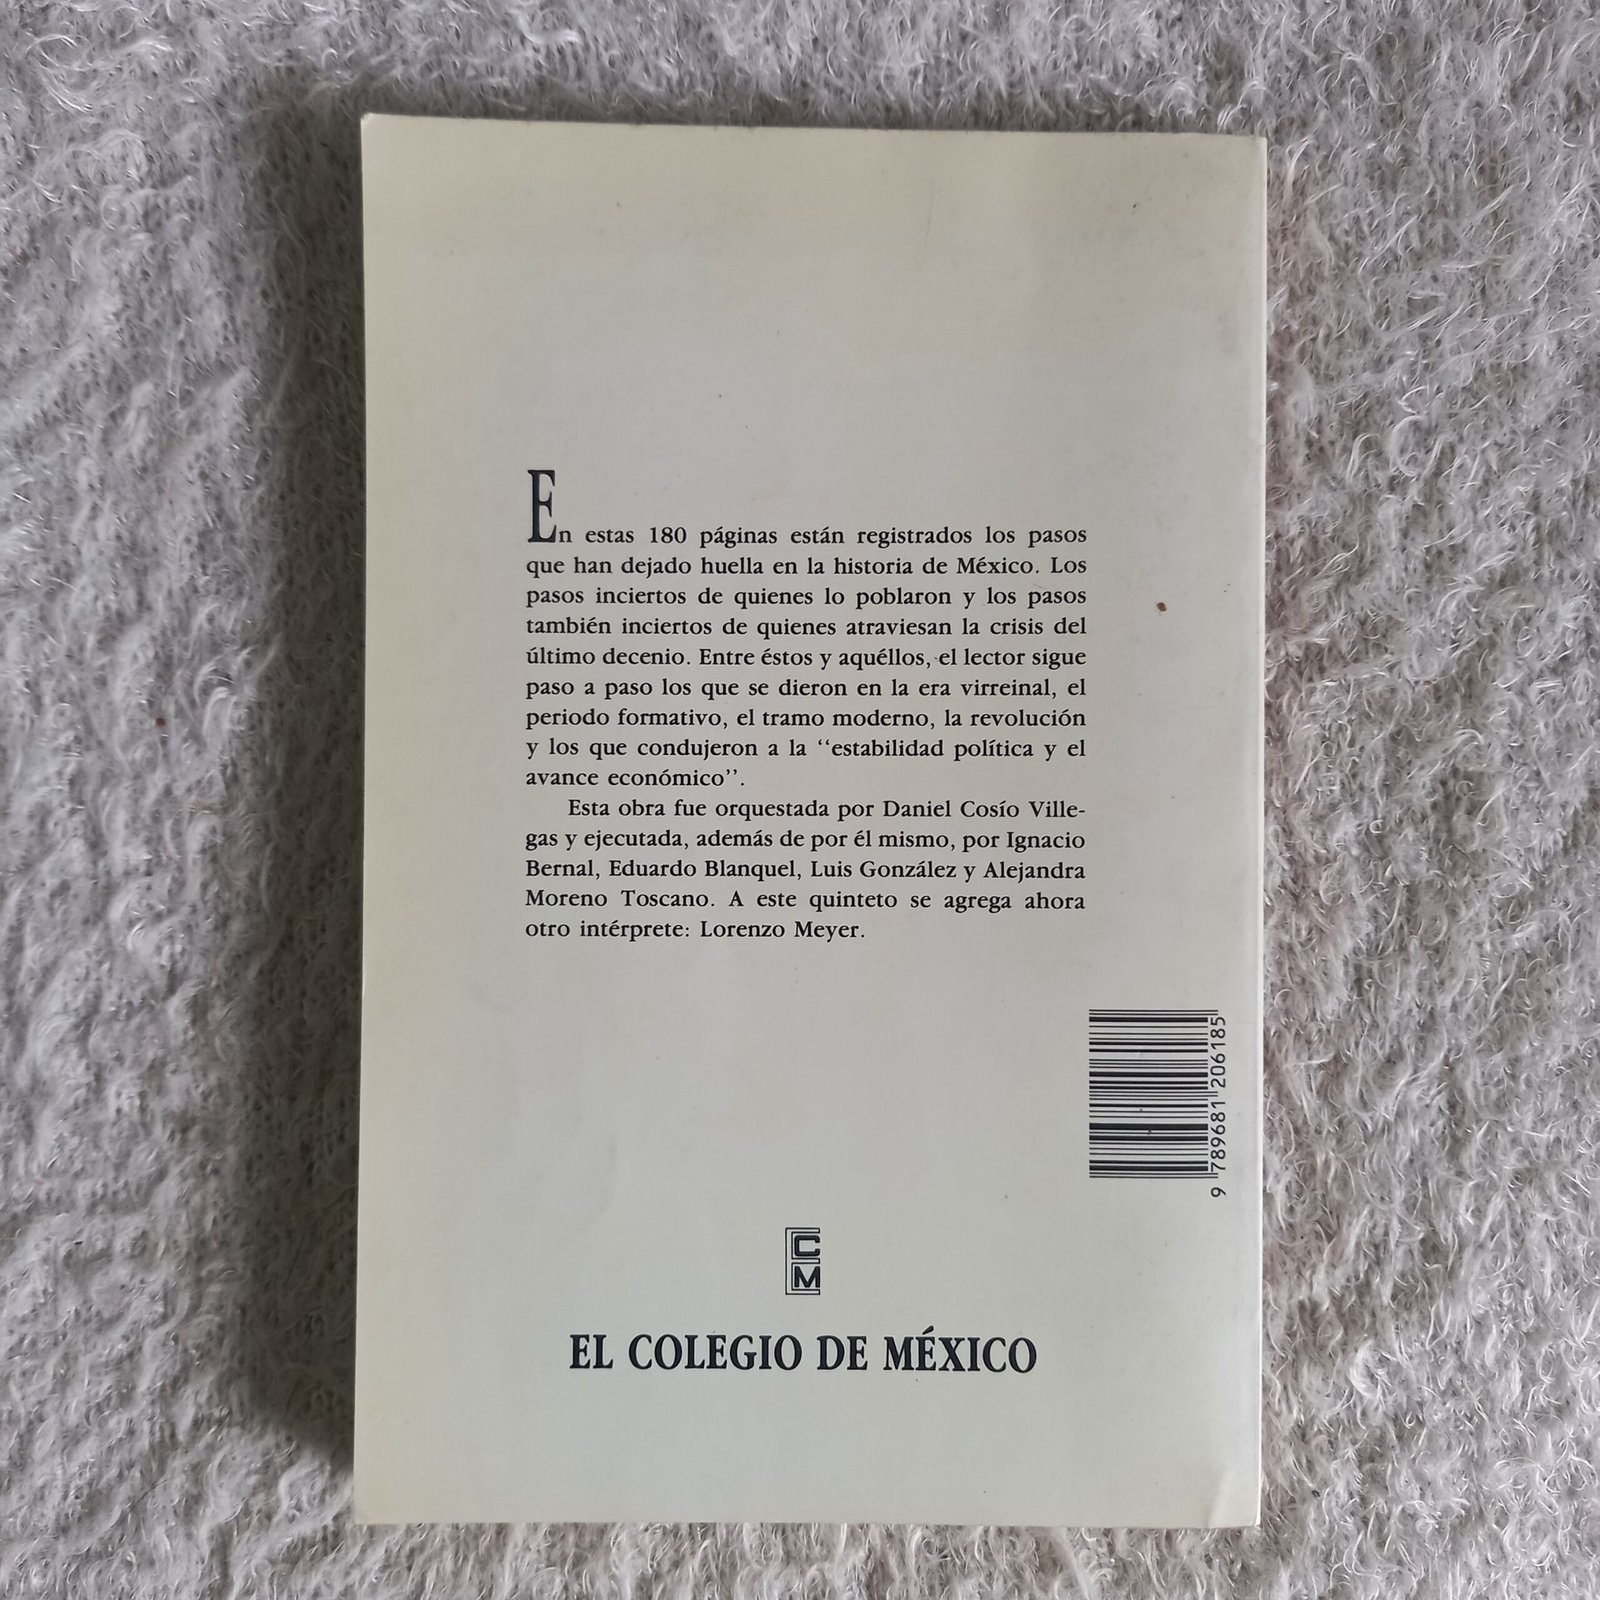 En estas 180 páginas están registrados los pasos
que han dejado huella en la historia de México. Los
pasos inciertos de quienes lo poblaron y los pasos
también inciertos de quienes atraviesan la crisis del
último decenio. Entre éstos y aquéllos, el lector sigue
paso a paso los que se dieron en la era virreinal, el
periodo formativo, el tramo moderno, la revolución
y los que condujeron a la “estabilidad política y el
avance económico”.
Esta obra fue orquestada por Daniel Cosío Ville-
gas y ejecutada, además de por él mismo, por Ignacio
Bernal, Eduardo Blanquel, Luis González y Alejandra
Moreno Toscano. A este quinteto se agrega ahora
otro intérprete: Lorenzo Meyer.
9 789681 206185
CM
EL COLEGIO DE MÉXICO